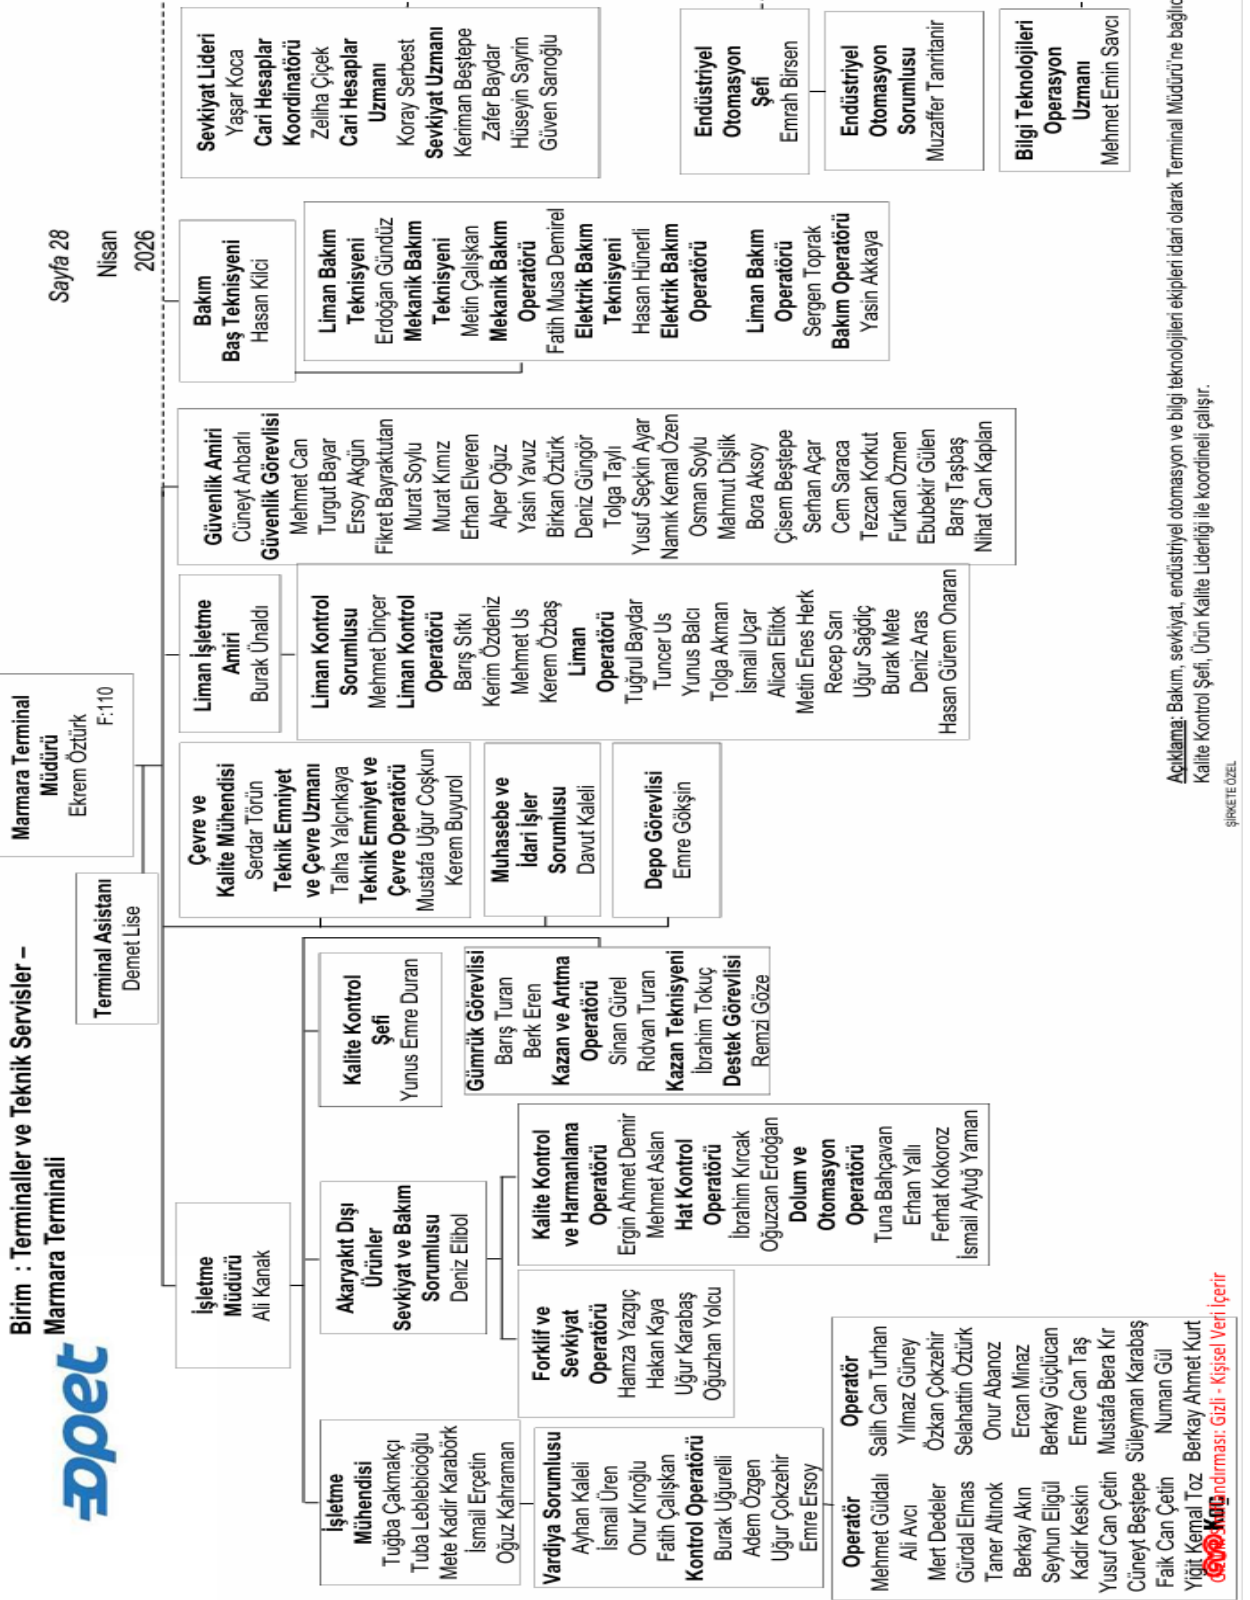 Opet
Birim : Terminaller ve Teknik Servisler –
Marmara Terminali
Sayfa 28
Nisan
2026
Marmara Terminal
Müdürü
Ekrem Öztürk
F:110
Terminal Asistanı
Demet Lise
İşletme
Müdürü
Ali Kanak
İşletme
Mühendisi
Tuğba Çakmakçı
Tuba Leblebicioğlu
Mete Kadir Karabörk
İsmail Erçetin
Oğuz Kahraman
Vardiya Sorumlusu
Ayhan Kaleli
İsmail Üren
Onur Kıroğlu
Fatih Çalışkan
Kontrol Operatörü
Burak Uğurelli
Adem Özgen
Uğur Çokzehir
Emre Ersoy
Operatör
Mehmet Güldalı
Ali Avcı
Mert Dedeler
Gürdal Elmas
Taner Altınok
Berkay Akın
Seyhun Eligül
Kadir Keskin
Yusuf Can Çetin
Cüneyt Beştepe
Faik Can Çetin
Yiğit Kemal Toz
Operatör
Salih Can Turhan
Yılmaz Güney
Özkan Çokzehir
Selahattin Öztürk
Onur Abanoz
Ercan Minaz
Berkay Güçlücan
Emre Can Taş
Mustafa Bera Kır
Süleyman Karabaş
Numan Gül
Berkay Ahmet Kurt
Akaryakıt Dışı
Ürünler
Sevkiyat ve Bakım
Sorumlusu
Deniz Elibol
Forklif ve
Sevkiyat
Operatörü
Hamza Yazgıç
Hakan Kaya
Uğur Karabaş
Oğuzhan Yolcu
Kalite Kontrol
ve Harmanlama
Operatörü
Ergin Ahmet Demir
Mehmet Aslan
Hat Kontrol
Operatörü
İbrahim Kırcak
Oğuzcan Erdoğan
Dolum ve
Otomasyon
Operatörü
Tuna Bahçavan
Erhan Yallı
Ferhat Kokoroz
İsmail Aytuğ Yaman
Kalite Kontrol
Şefi
Yunus Emre Duran
Gümrük Görevlisi
Barış Turan
Berk Eren
Kazan ve Arıtma
Operatörü
Sinan Gürel
Rıdvan Turan
Kazan Teknisyeni
İbrahim Tokuç
Destek Görevlisi
Remzi Göze
Çevre ve
Kalite Mühendisi
Serdar Törün
Teknik Emniyet
ve Çevre Uzmanı
Talha Yalçınkaya
Teknik Emniyet ve
Çevre Operatörü
Mustafa Uğur Coşkun
Kerem Buyurol
Muhasebe ve
İdari İşler
Sorumlusu
Davut Kaleli
Depo Görevlisi
Emre Gökşin
Liman İşletme
Amiri
Burak Ünaldı
Liman Kontrol
Sorumlusu
Mehmet Dinçer
Liman Kontrol
Operatörü
Barış Sıtkı
Kerim Özdeniz
Mehmet Us
Kerem Özbaş
Liman
Operatörü
Tuğrul Baydar
Tuncer Us
Yunus Balcı
Tolga Akman
İsmail Uçar
Alican Elitok
Metin Enes Herk
Recep Sarı
Uğur Sağdiç
Burak Mete
Deniz Aras
Hasan Gürem Onaran
Güvenlik Amiri
Cüneyt Anbarlı
Güvenlik Görevlisi
Mehmet Can
Turgut Bayar
Ersoy Akgün
Fikret Bayraktutan
Murat Soylu
Murat Kımız
Erhan Elveren
Alper Oğuz
Yasin Yavuz
Birkan Öztürk
Deniz Güngör
Tolga Taylı
Yusuf Seçkin Ayar
Namık Kemal Özen
Osman Soylu
Mahmut Dişlik
Bora Aksoy
Çisem Beştepe
Serhan Açar
Cem Saraca
Tezcan Korkut
Furkan Özmen
Ebubekir Gülen
Barış Taşbaş
Nihat Can Kaplan
Bakım
Baş Teknisyeni
Hasan Kilci
Liman Bakım
Teknisyeni
Erdoğan Gündüz
Mekanik Bakım
Teknisyeni
Metin Çalışkan
Mekanik Bakım
Operatörü
Fatih Musa Demirel
Elektrik Bakım
Teknisyeni
Hasan Hünerli
Elektrik Bakım
Operatörü
Liman Bakım
Operatörü
Sergen Toprak
Bakım Operatörü
Yasin Akkaya
Sevkiyat Lideri
Yaşar Koca
Cari Hesaplar
Koordinatörü
Zeliha Çiçek
Cari Hesaplar
Uzmanı
Koray Serbest
Sevkiyat Uzmanı
Keriman Beştepe
Zafer Baydar
Hüseyin Sayrin
Güven Sarıoğlu
Endüstriyel
Otomasyon
Şefi
Emrah Birsen
Endüstriyel
Otomasyon
Sorumlusu
Muzaffer Tanritanir
Bilgi Teknolojileri
Operasyon
Uzmanı
Mehmet Emin Savcı
Açıklama: Bakım, sevkiyat, endüstriyel otomasyon ve bilgi teknolojileri ekipleri idari olarak Terminal Müdürü'ne bağlıd
Kalite Kontrol Şefi, Ürün Kalite Liderliği ile koordineli çalışır.
ŞİRKETE ÖZEL
Koç
Gizli - Kişisel Veri İçerir